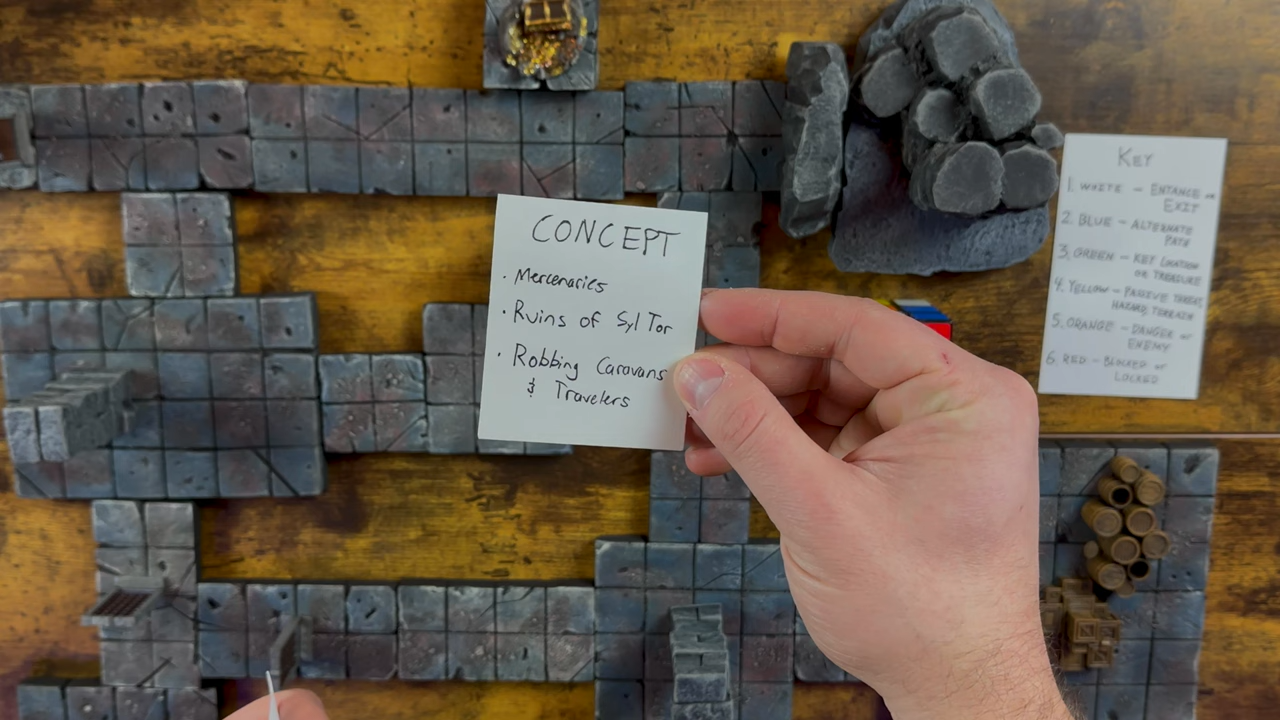 CONCEPT
· Mercenaries
· Ruins of Syl Tor
· Robbing Caravans
& Travelers
KEY
1. WHITE - ENTRANCE OR
EXIT
2. BLUE - ALTERNATE
PATH
3. GREEN - KEY LOCATION
OR TREASURE
4. YELLOW - PASSIVE THREAT,
HAZARD, TERRAIN
5. ORANGE - DANGER OR
ENEMY
6. RED - BLOCKED OR
LOCKED